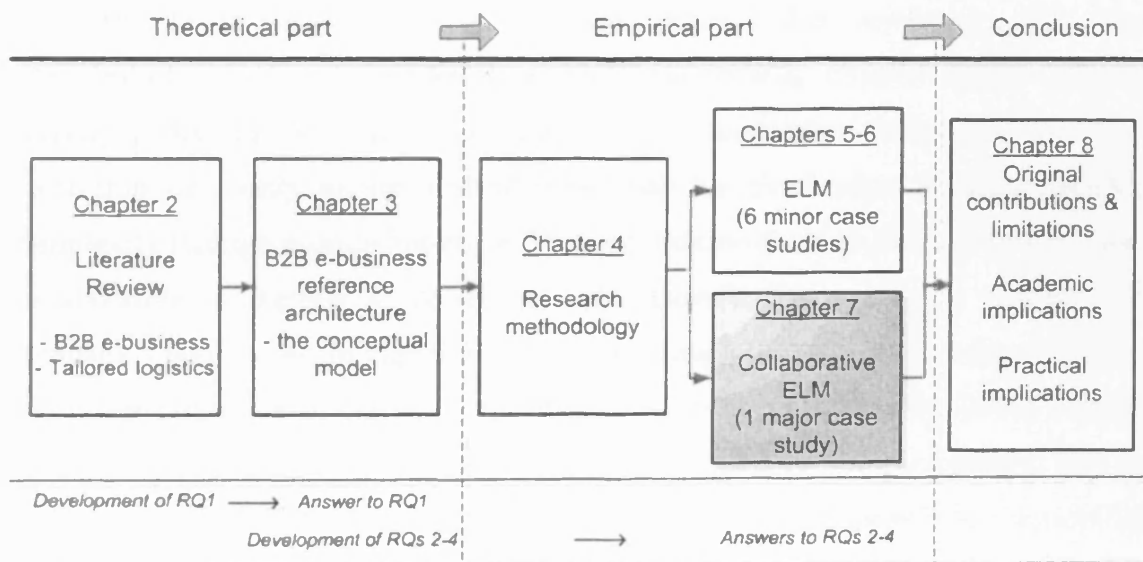 Theoretical part
Empirical part
Conclusion
Chapter 2
Literature
Review
- B2B e-business
- Tailored logistics
Chapter 3
B2B e-business
reference
architecture
- the conceptual
model
Chapter 4
Research
methodology
Chapters 5-6
ELM
(6 minor case
studies)
Chapter 7
Collaborative
ELM
(1 major case
study)
Chapter 8
Original
contributions &
limitations
Academic
implications
Practical
implications
Development of RQ1
Answer to RQ1
Development of RQs 2-4
Answers to RQs 2-4